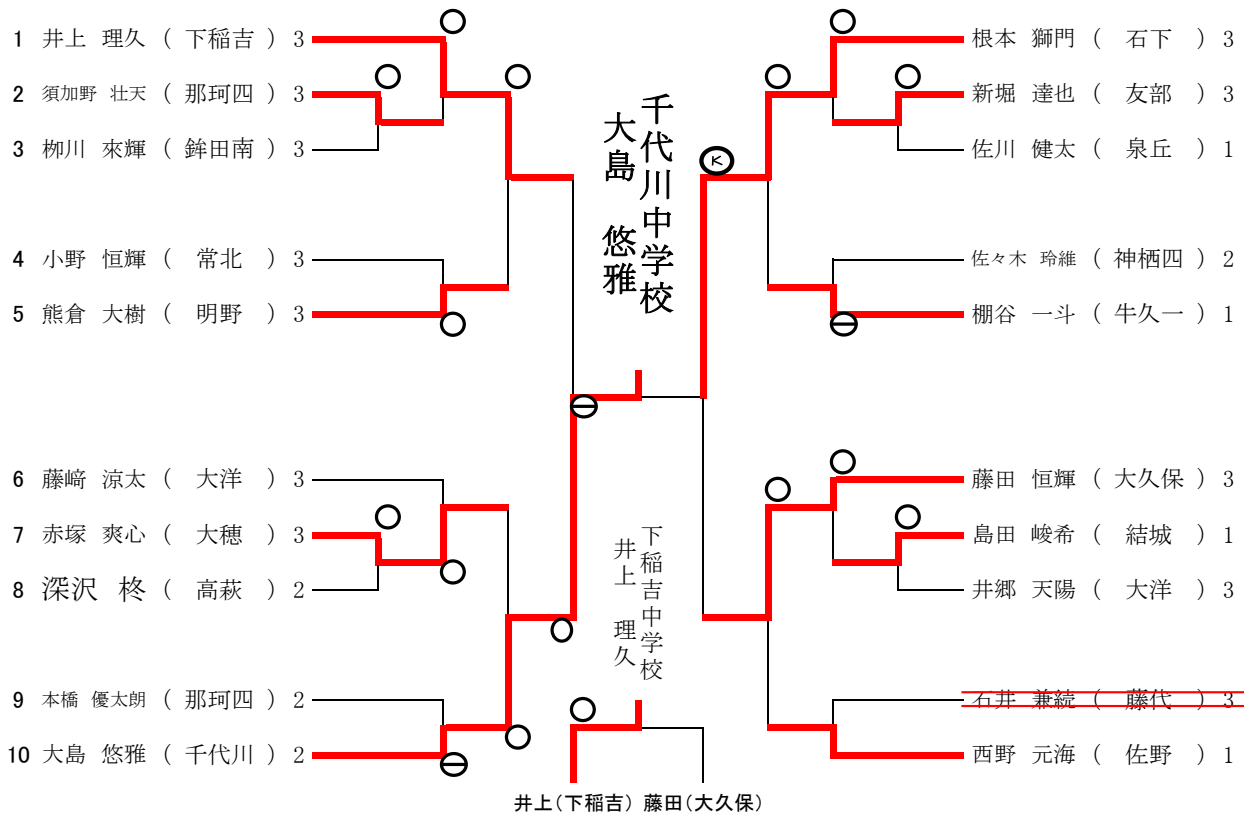 1 井上 理久 ( 下稲吉 ) 3
2 須加野 壮天 ( 那珂四 ) 3
3 栁川 來輝 ( 鉾田南 ) 3
4 小野 恒輝 ( 常北 ) 3
5 熊倉 大樹 ( 明野 ) 3
6 藤﨑 涼太 ( 大洋 ) 3
7 赤塚 爽心 ( 大穂 ) 3
8 深沢 柊 ( 高萩 ) 2
9 本橋 優太朗 ( 那珂四 ) 2
10 大島 悠雅 ( 千代川 ) 2
千代川中学校
大島 悠雅
K
下稲吉中学校
井上 理久
井上(下稲吉) 藤田(大久保)
根本 獅門 ( 石下 ) 3
新堀 達也 ( 友部 ) 3
佐川 健太 ( 泉丘 ) 1
佐々木 玲維 ( 神栖四 ) 2
棚谷 一斗 ( 牛久一 ) 1
藤田 恒輝 ( 大久保 ) 3
島田 峻希 ( 結城 ) 1
井郷 天陽 ( 大洋 ) 3
石井 兼続 ( 藤代 ) 3
西野 元海 ( 佐野 ) 1